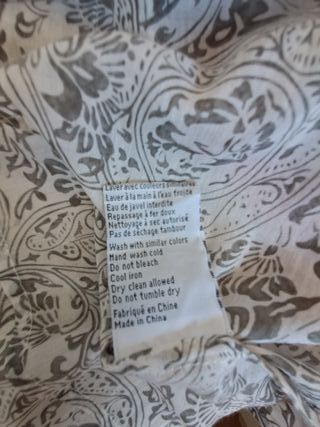 Laver avec couleurs similaires
Laver à la main à l'eau froide
Eau de javel interdite
Repassage à fer doux
Nettoyage à sec autorisé
Pas de séchage tambour
Wash with similar colors
Hand wash cold
Do not bleach
Cool iron
Dry clean allowed
Do not tumble dry
Fabriqué en Chine
Made in China